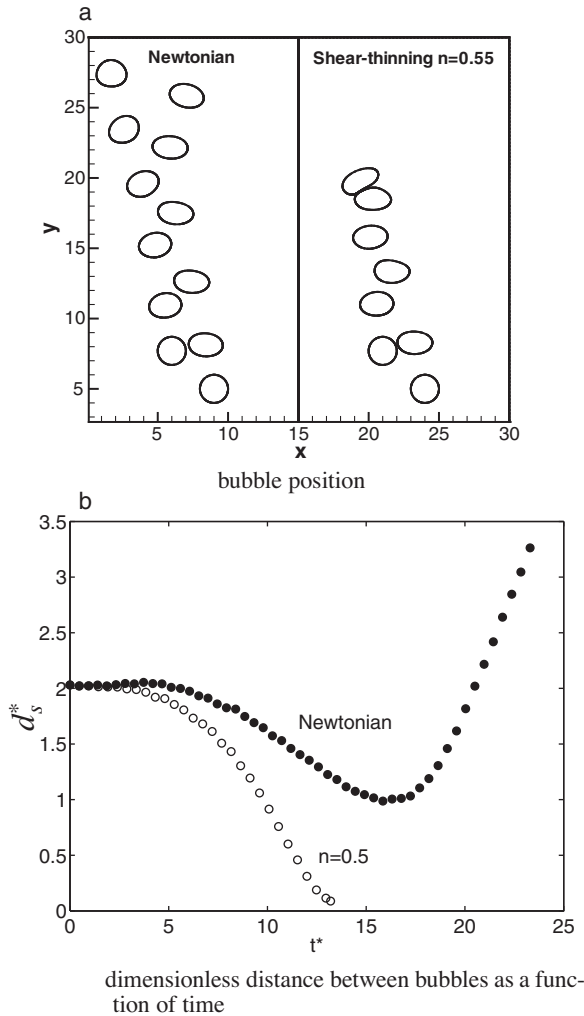 a
30
Newtonian
Shear-thinning n=0.55
25
20
y
15
10
5
5
10
15
20
25
30
x
bubble position
b
3.5
3
2.5
2
1.5
1
0.5
0
d*s
Newtonian
n=0.5
0
5
10
15
20
25
t*
dimensionless distance between bubbles as a func-
tion of time